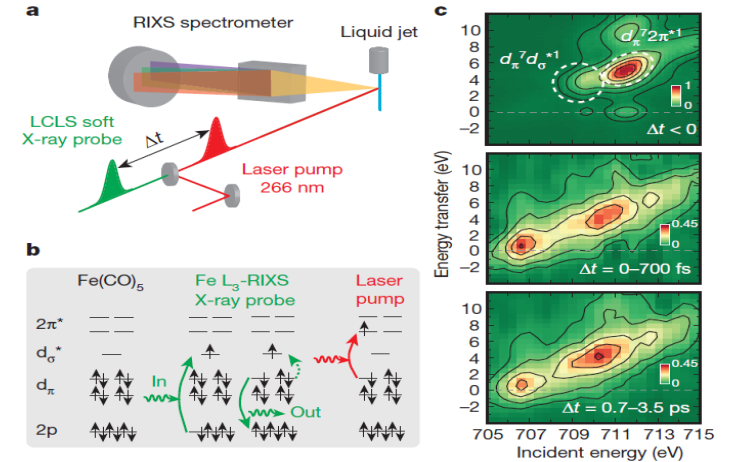 a
RIXS spectrometer
Liquid jet
LCLS soft
X-ray probe
Δt
Laser pump
266 nm
b
Fe(CO)₅
Fe L₃-RIXS
X-ray probe
Laser
pump
2π*
dσ*
dπ
2p
In
Out
c
Energy transfer (eV)
10
8
6
4
2
0
−2
dπ⁷dσ*¹
dπ⁷2π*¹
1
0
Δt < 0
10
8
6
4
2
0
−2
0.45
0
Δt = 0–700 fs
10
8
6
4
2
0
−2
0.45
0
Δt = 0.7–3.5 ps
705 707 709 711 713 715
Incident energy (eV)